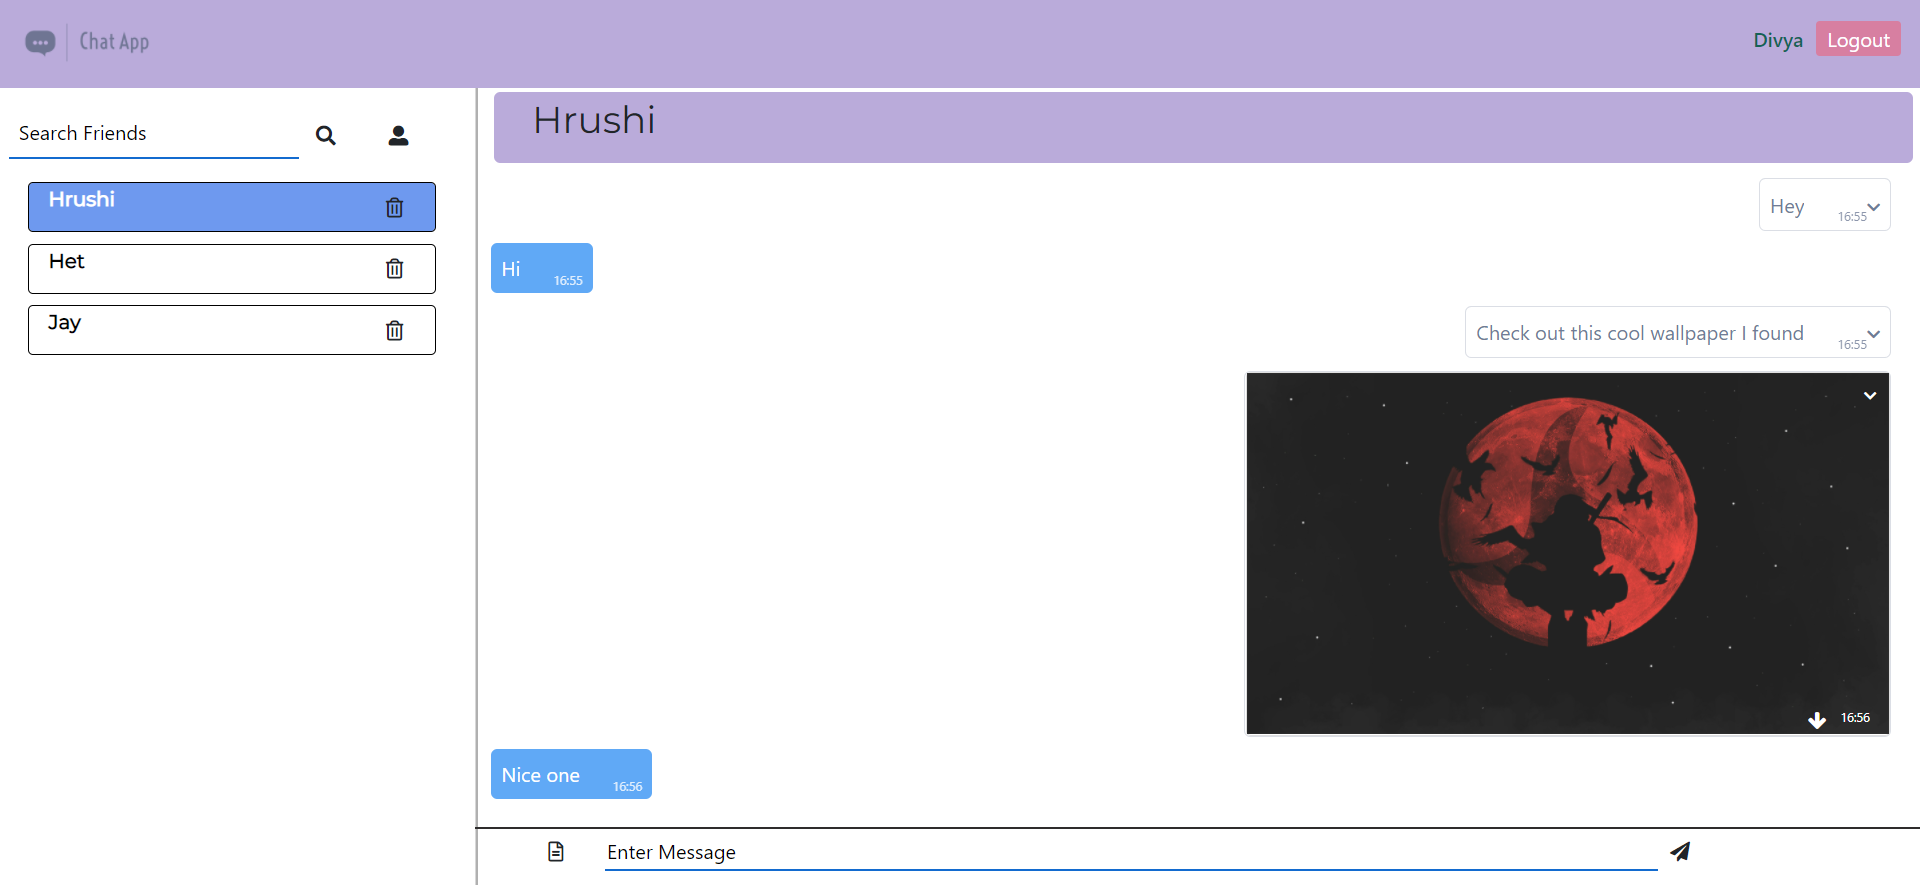 Chat App
Divya
Logout
Search Friends
Hrushi
Het
Jay
Hrushi
Hey
16:55
Hi
16:55
Check out this cool wallpaper I found
16:55
16:56
Nice one
16:56
Enter Message